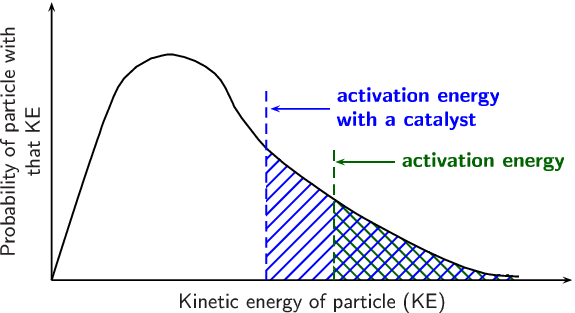 Probability of particle with
that KE
activation energy
with a catalyst
activation energy
Kinetic energy of particle (KE)